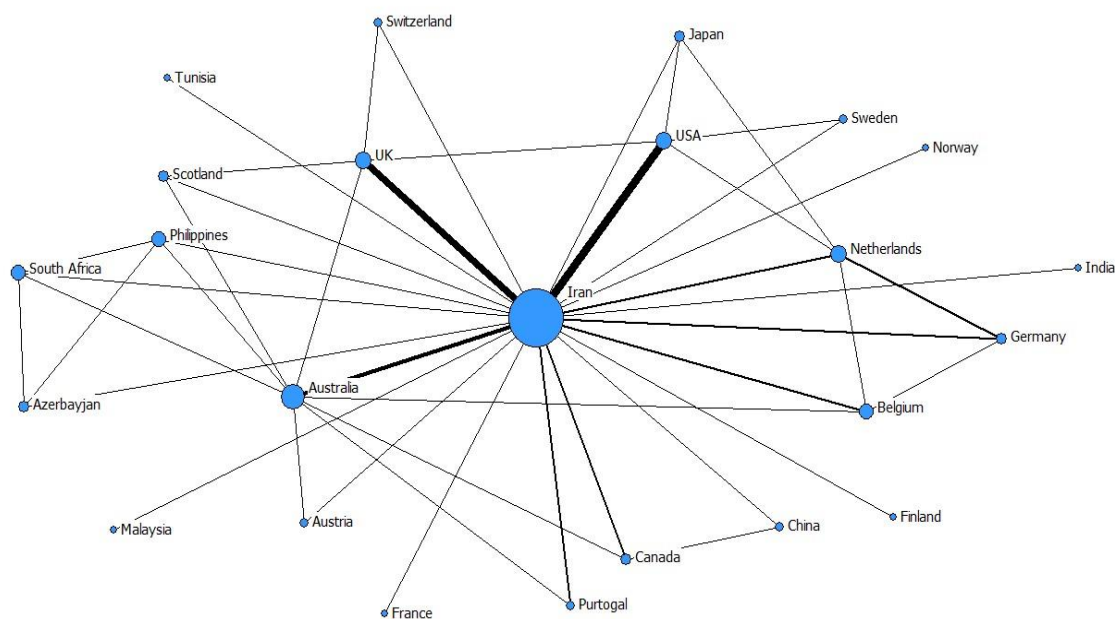 Switzerland
Japan
Tunisia
Sweden
USA
Norway
UK
Scotland
Philippines
Netherlands
South Africa
India
Iran
Germany
Australia
Azerbayjan
Belgium
Malaysia
Austria
China
Finland
Canada
France
Purtogal